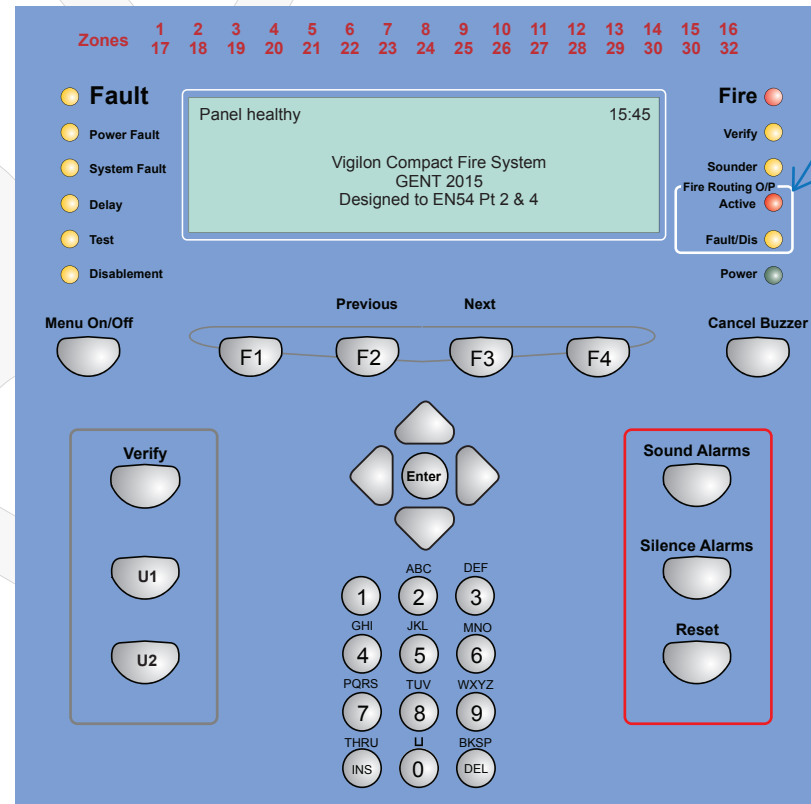 Zones 1 2 3 4 5 6 7 8 9 10 11 12 13 14 15 16
17 18 19 20 21 22 23 24 25 26 27 28 29 30 30 32
Fault
Power Fault
System Fault
Delay
Test
Disablement
Panel healthy 15:45
Vigilon Compact Fire System
GENT 2015
Designed to EN54 Pt 2 & 4
Fire
Verify
Sounder
Fire Routing O/P
Active
Fault/Dis
Power
Previous Next
Menu On/Off
F1 F2 F3 F4
Cancel Buzzer
Verify
U1
U2
Enter
ABC DEF
1 2 3
GHI JKL MNO
4 5 6
PQRS TUV WXYZ
7 8 9
THRU ⊔ BKSP
INS 0 DEL
Sound Alarms
Silence Alarms
Reset